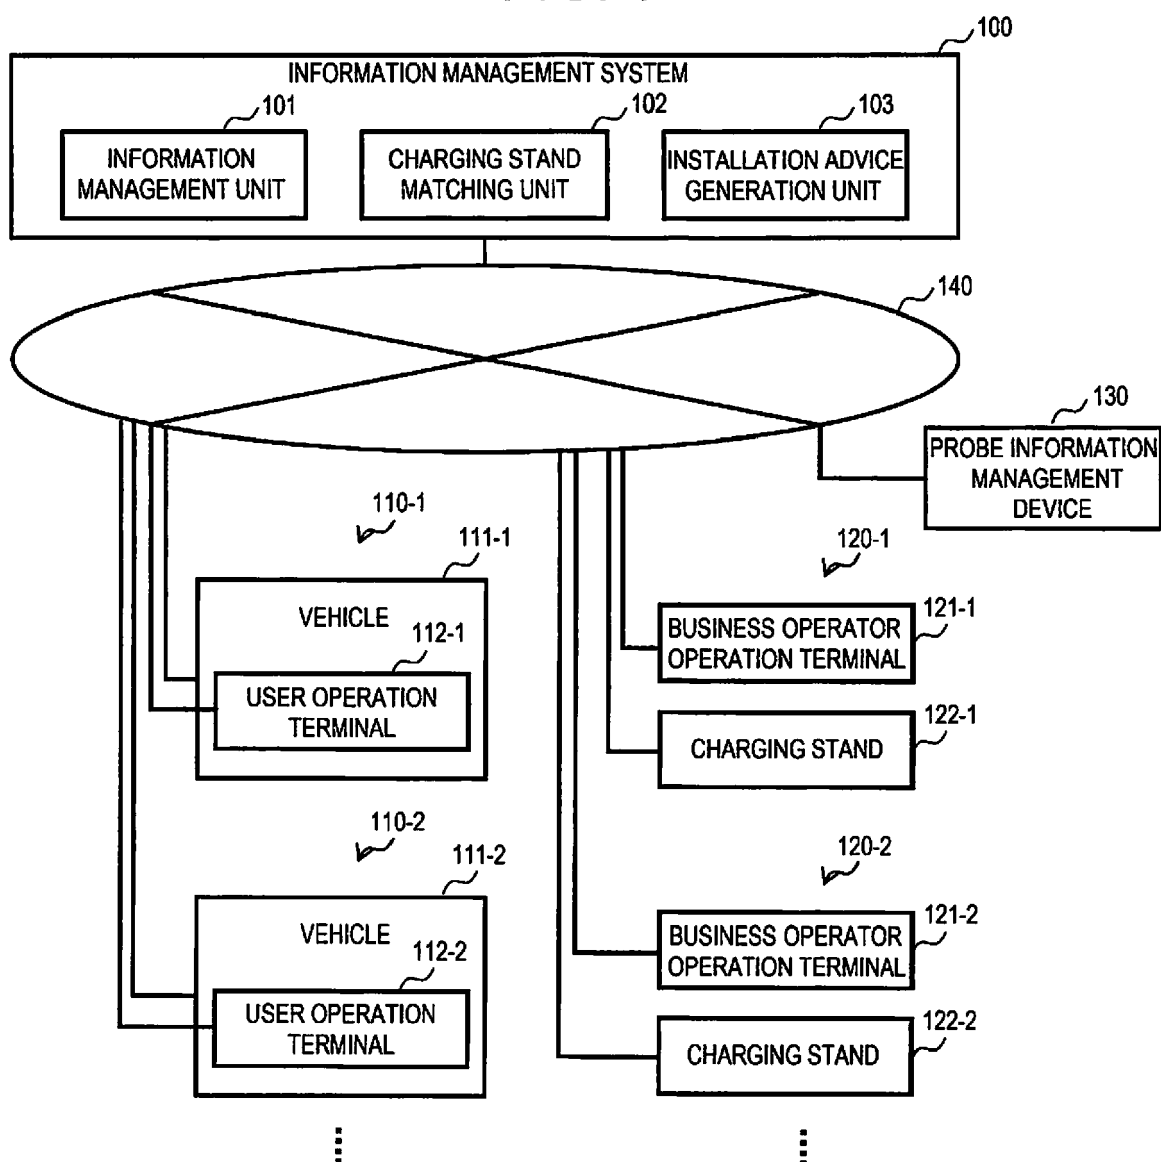 100
INFORMATION MANAGEMENT SYSTEM
101
102
103
INFORMATION
MANAGEMENT UNIT
CHARGING STAND
MATCHING UNIT
INSTALLATION ADVICE
GENERATION UNIT
140
130
PROBE INFORMATION
MANAGEMENT
DEVICE
110-1
111-1
VEHICLE
112-1
USER OPERATION
TERMINAL
120-1
121-1
BUSINESS OPERATOR
OPERATION TERMINAL
122-1
CHARGING STAND
110-2
111-2
VEHICLE
112-2
USER OPERATION
TERMINAL
120-2
121-2
BUSINESS OPERATOR
OPERATION TERMINAL
122-2
CHARGING STAND